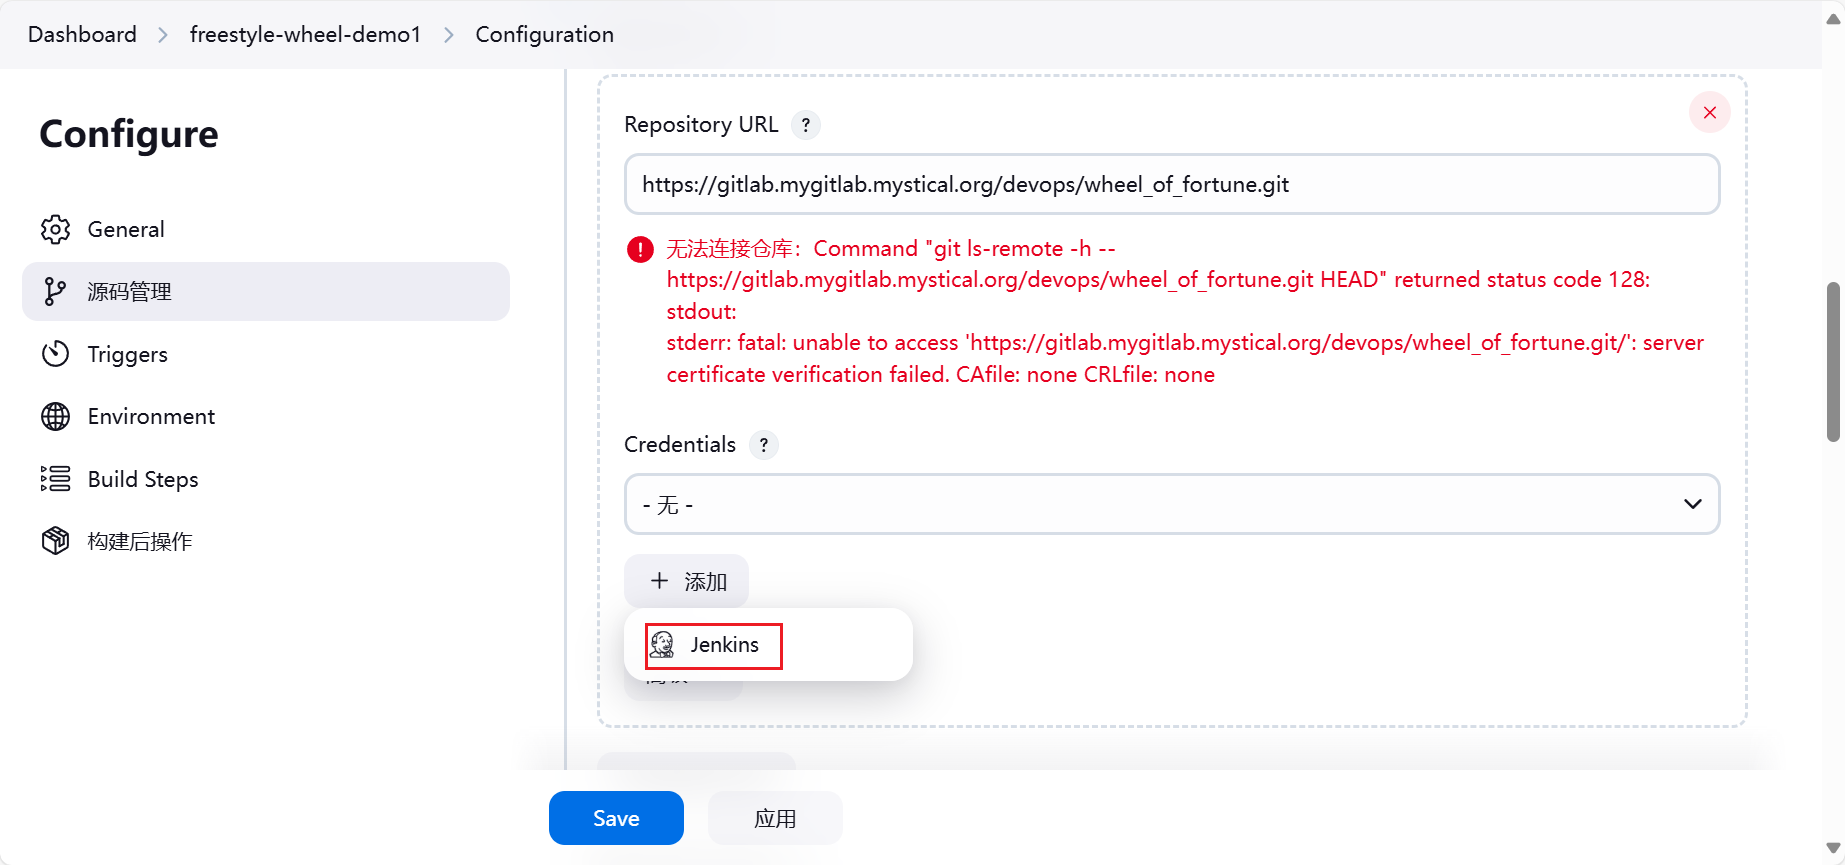 Dashboard > freestyle-wheel-demo1 > Configuration
Configure
General
源码管理
Triggers
Environment
Build Steps
构建后操作
Repository URL ?
https://gitlab.mygitlab.mystical.org/devops/wheel_of_fortune.git
无法连接仓库：Command "git ls-remote -h --
https://gitlab.mygitlab.mystical.org/devops/wheel_of_fortune.git HEAD" returned status code 128:
stdout:
stderr: fatal: unable to access 'https://gitlab.mygitlab.mystical.org/devops/wheel_of_fortune.git/': server
certificate verification failed. CAfile: none CRLfile: none
Credentials ?
- 无 -
+ 添加
Jenkins
Save
应用